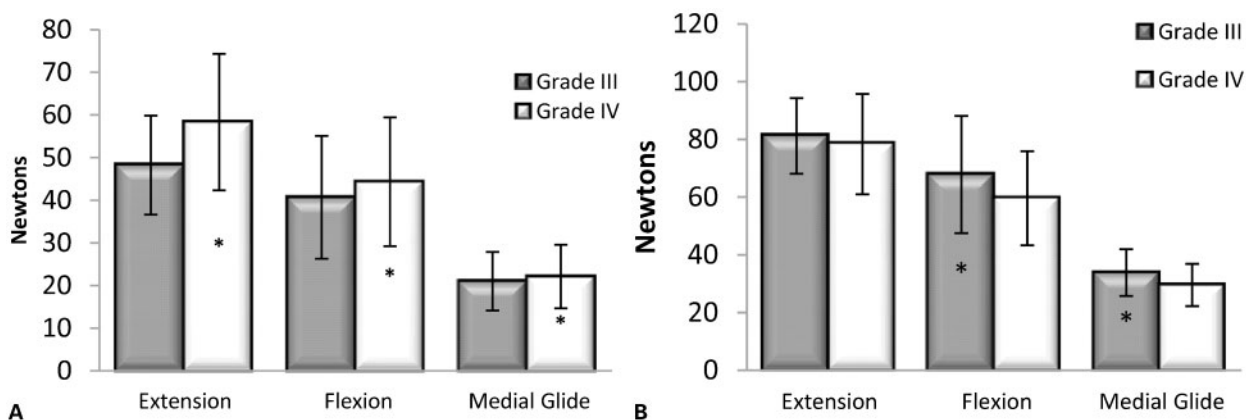 80
70
60
50
40
30
20
10
0
Newtons
Grade III
Grade IV
*
*
*
Extension
Flexion
Medial Glide
A
120
100
80
60
40
20
0
Newtons
Grade III
Grade IV
*
*
Extension
Flexion
Medial Glide
B